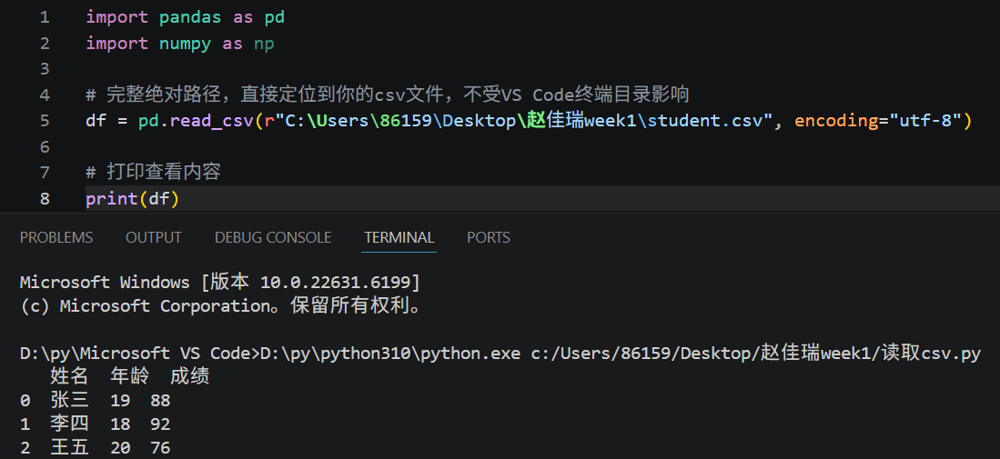 1 import pandas as pd
2 import numpy as np
3
4 # 完整绝对路径，直接定位到你的csv文件，不受VS Code终端目录影响
5 df = pd.read_csv(r"C:\Users\86159\Desktop\赵佳瑞week1\student.csv", encoding="utf-8")
6
7 # 打印查看内容
8 print(df)
PROBLEMS OUTPUT DEBUG CONSOLE TERMINAL PORTS
Microsoft Windows [版本 10.0.22631.6199]
(c) Microsoft Corporation。保留所有权利。
D:\py\Microsoft VS Code>D:\py\python310\python.exe c:/Users/86159/Desktop/赵佳瑞week1/读取csv.py
姓名 年龄 成绩
0 张三 19 88
1 李四 18 92
2 王五 20 76